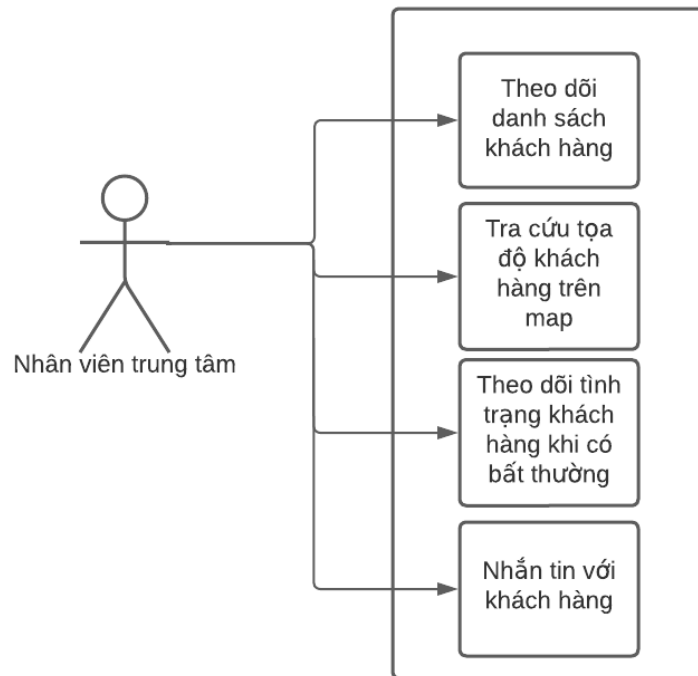 Theo dõi
danh sách
khách hàng
Tra cứu tọa
độ khách
hàng trên
map
Nhân viên trung tâm
Theo dõi tình
trạng khách
hàng khi có
bất thường
Nhắn tin với
khách hàng